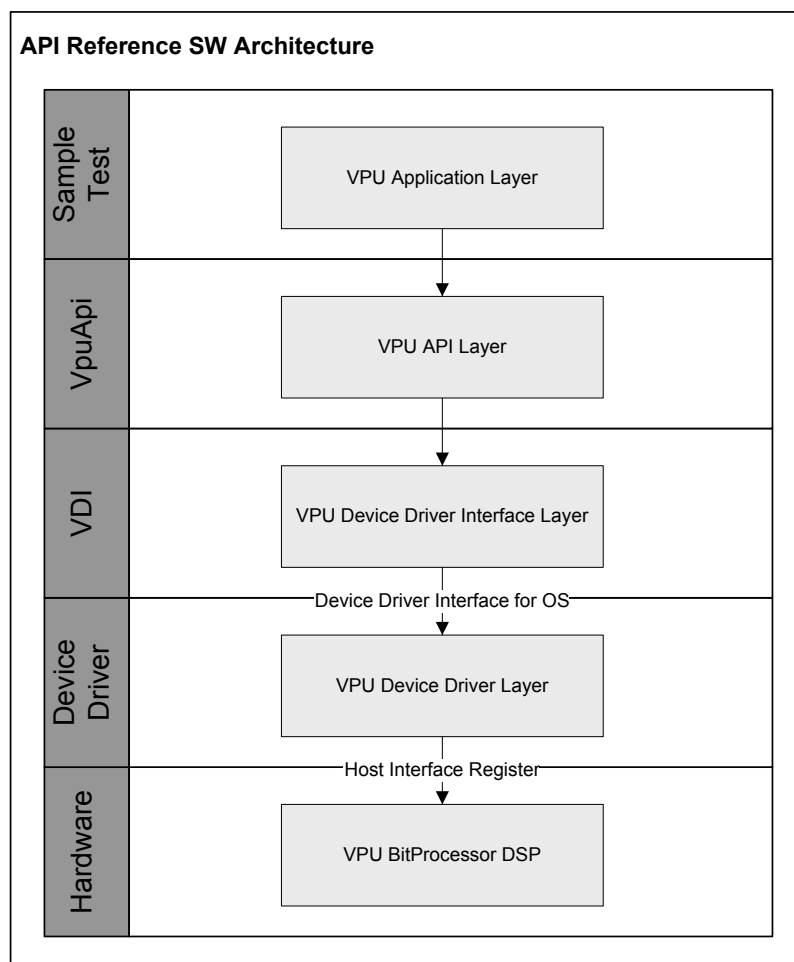 API Reference SW Architecture
Sample
Test
VPU Application Layer
VpuApi
VPU API Layer
VDI
VPU Device Driver Interface Layer
Device Driver Interface for OS
Device
Driver
VPU Device Driver Layer
Host Interface Register
Hardware
VPU BitProcessor DSP